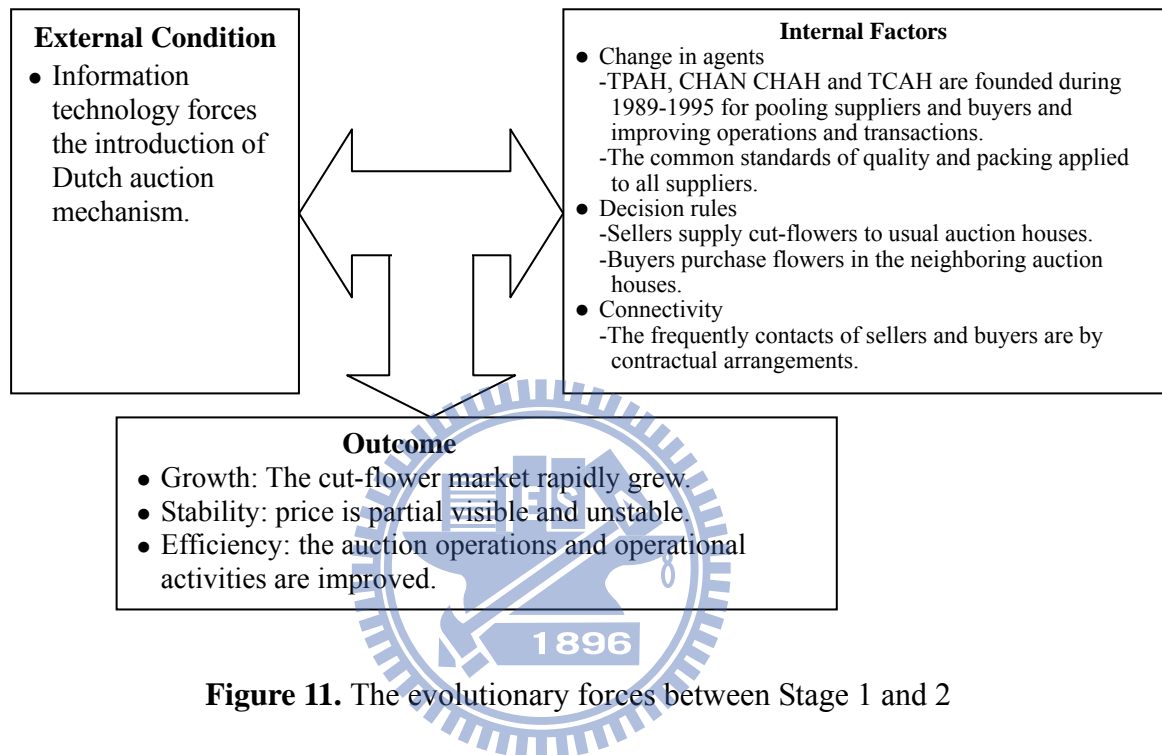 External Condition
● Information
technology forces
the introduction of
Dutch auction
mechanism.
Internal Factors
● Change in agents
-TPAH, CHAN CHAH and TCAH are founded during
1989-1995 for pooling suppliers and buyers and
improving operations and transactions.
-The common standards of quality and packing applied
to all suppliers.
● Decision rules
-Sellers supply cut-flowers to usual auction houses.
-Buyers purchase flowers in the neighboring auction
houses.
● Connectivity
-The frequently contacts of sellers and buyers are by
contractual arrangements.
Outcome
● Growth: The cut-flower market rapidly grew.
● Stability: price is partial visible and unstable.
● Efficiency: the auction operations and operational
activities are improved.
ESA
1896
Figure 11. The evolutionary forces between Stage 1 and 2